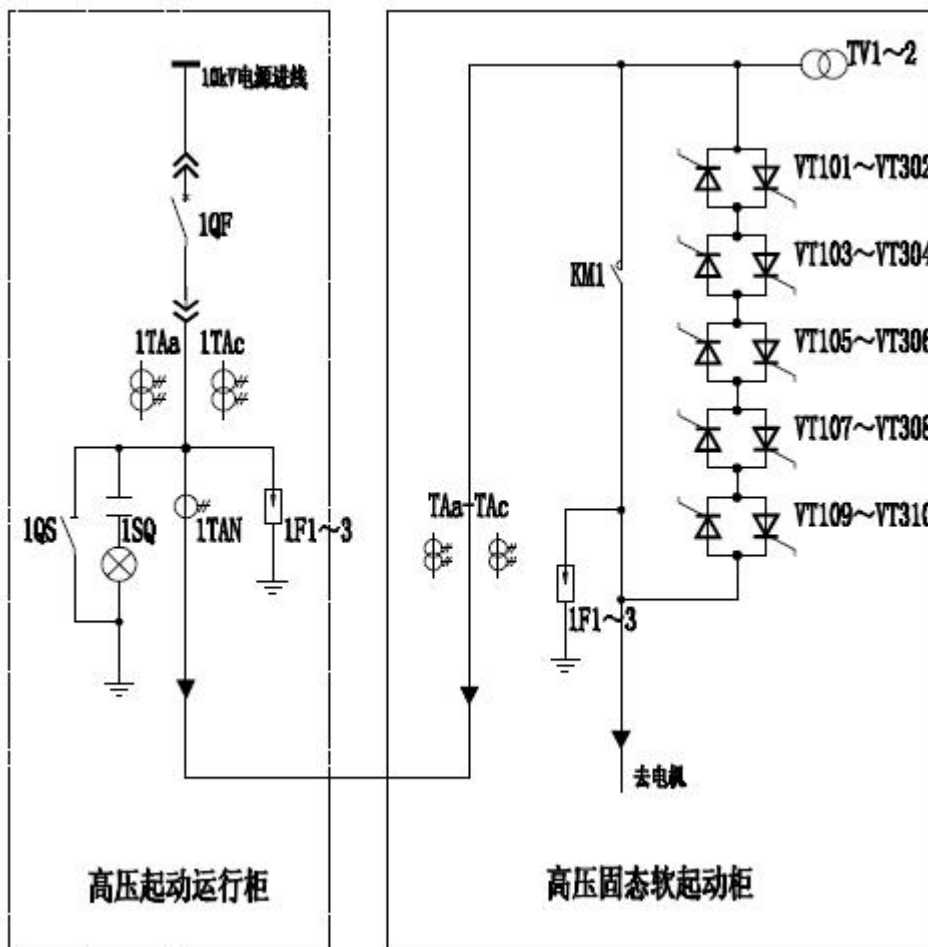 10kV电源进线
1QF
1TAa 1TAc
1QS
1SQ
1TAN
1F1～3
高压起动运行柜
TV1～2
VT101～VT302
VT103～VT304
KM1
VT105～VT306
VT107～VT308
TAa-TAc
VT109～VT310
1F1～3
去电机
高压固态软起动柜